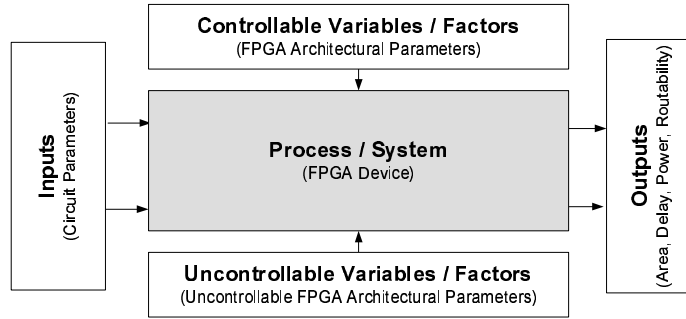 Controllable Variables / Factors
(FPGA Architectural Parameters)
Inputs
(Circuit Parameters)
Process / System
(FPGA Device)
Outputs
(Area, Delay, Power, Routability)
Uncontrollable Variables / Factors
(Uncontrollable FPGA Architectural Parameters)